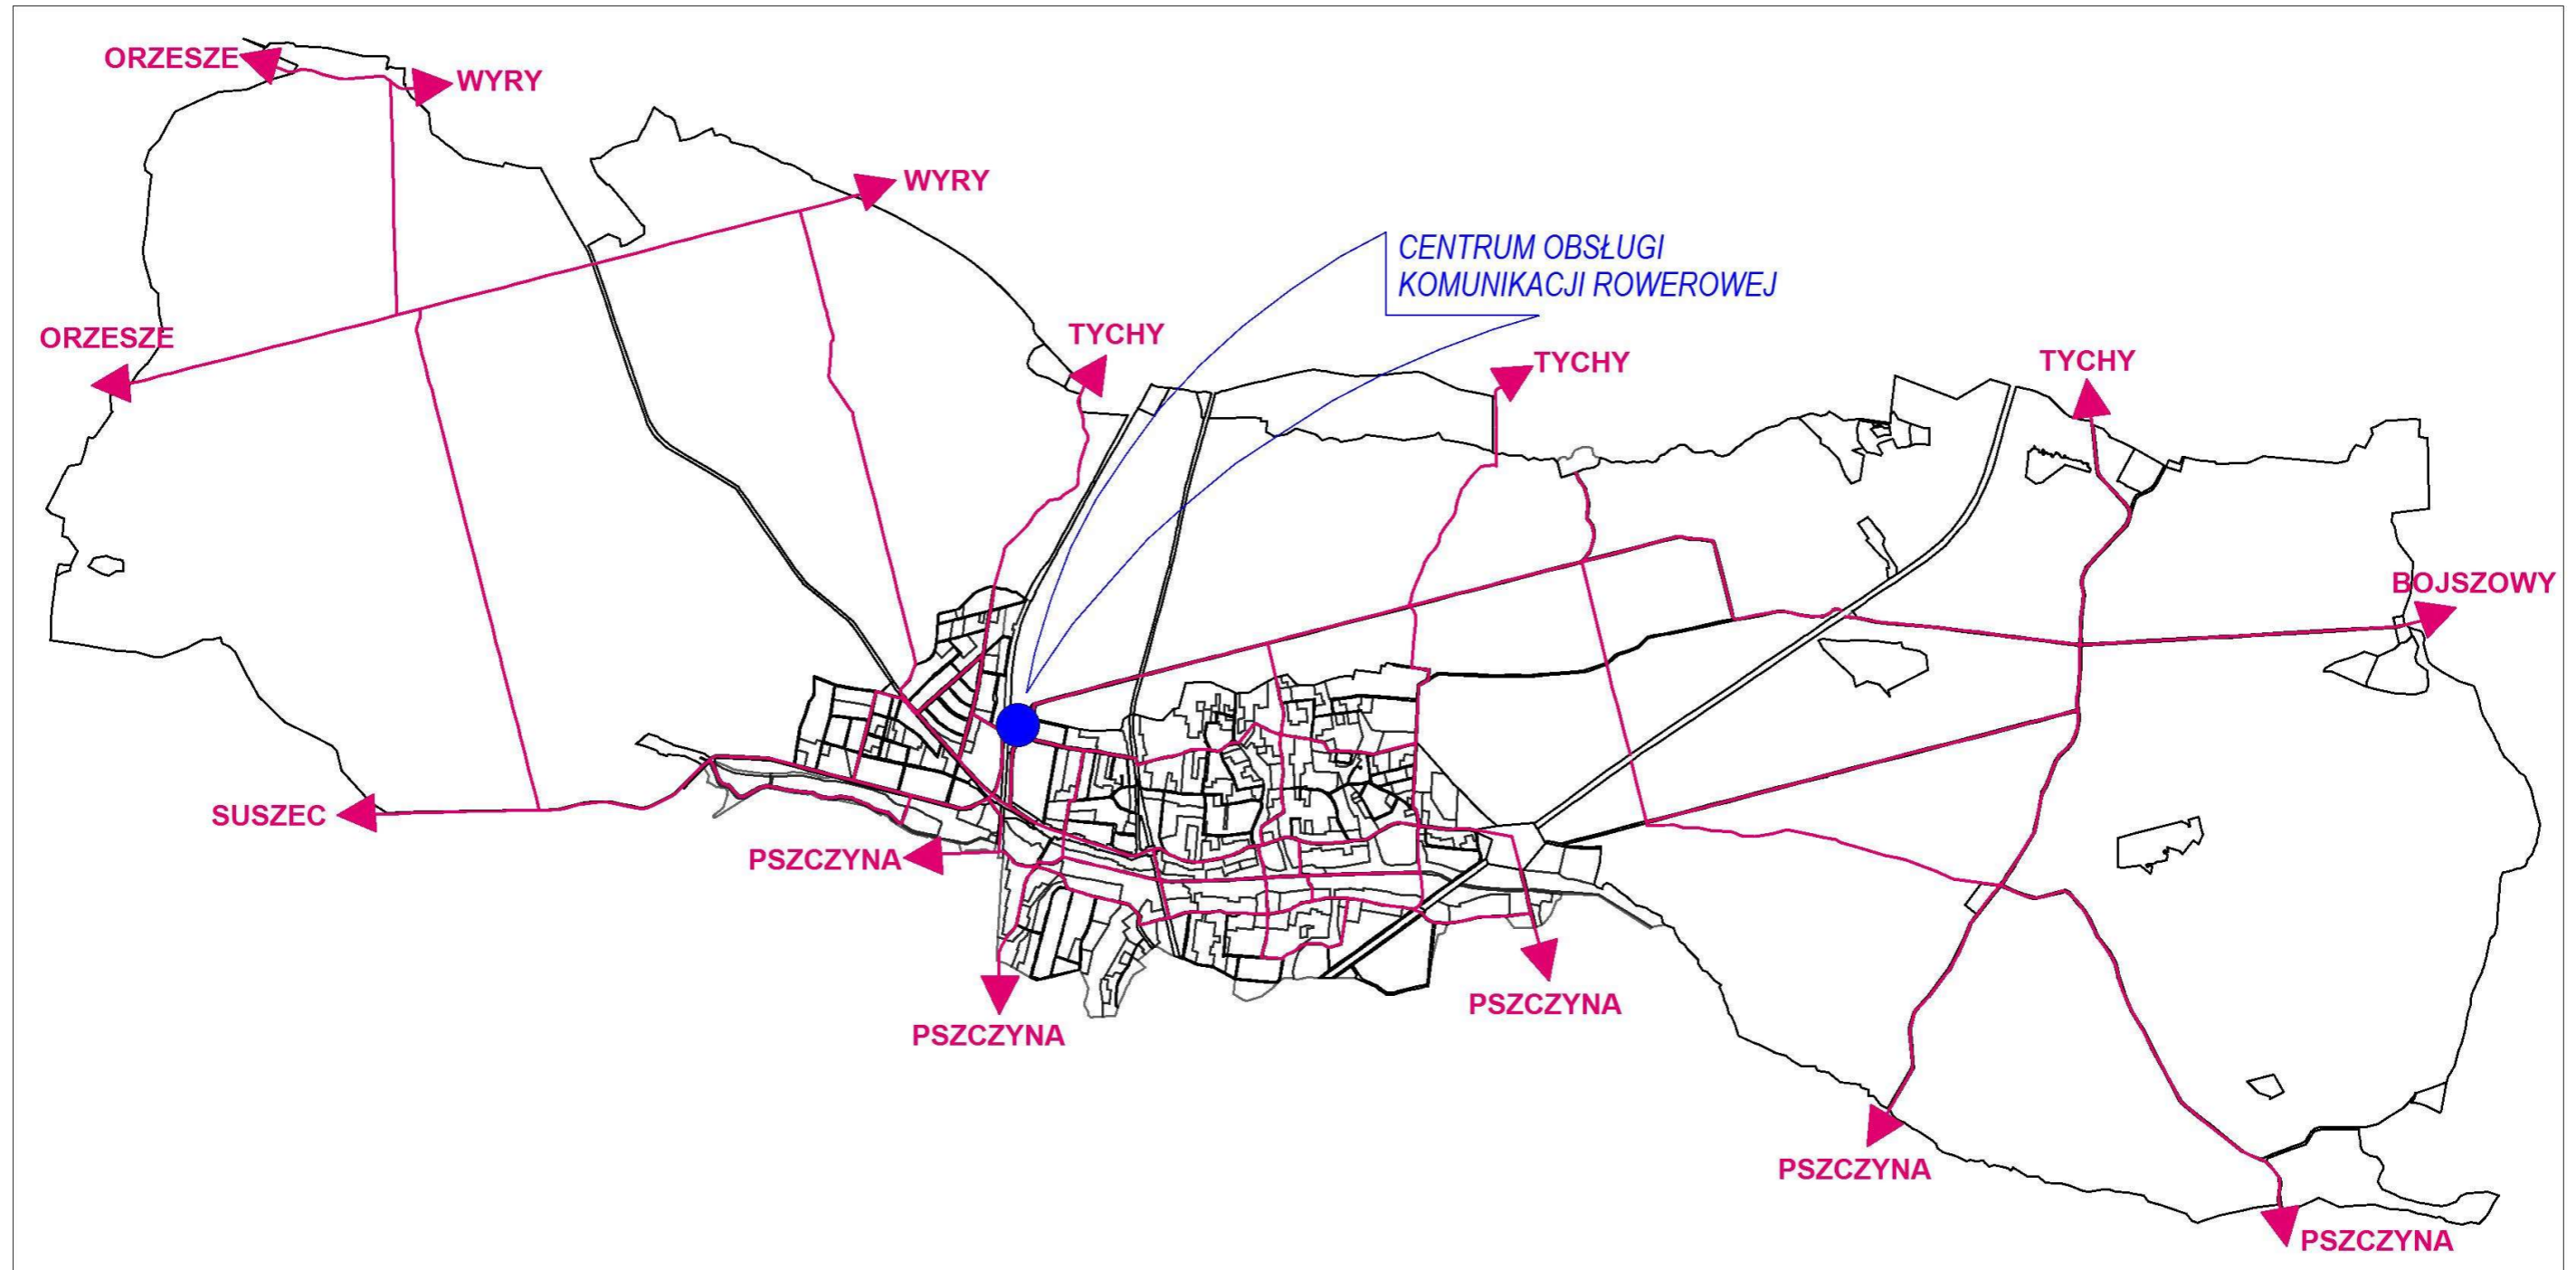 ORZESZE
WYRY
WYRY
CENTRUM OBSŁUGI
KOMUNIKACJI ROWEROWEJ
ORZESZE
TYCHY
TYCHY
TYCHY
BOJSZOWY
SUSZEC
PSZCZYNA
PSZCZYNA
PSZCZYNA
PSZCZYNA
PSZCZYNA